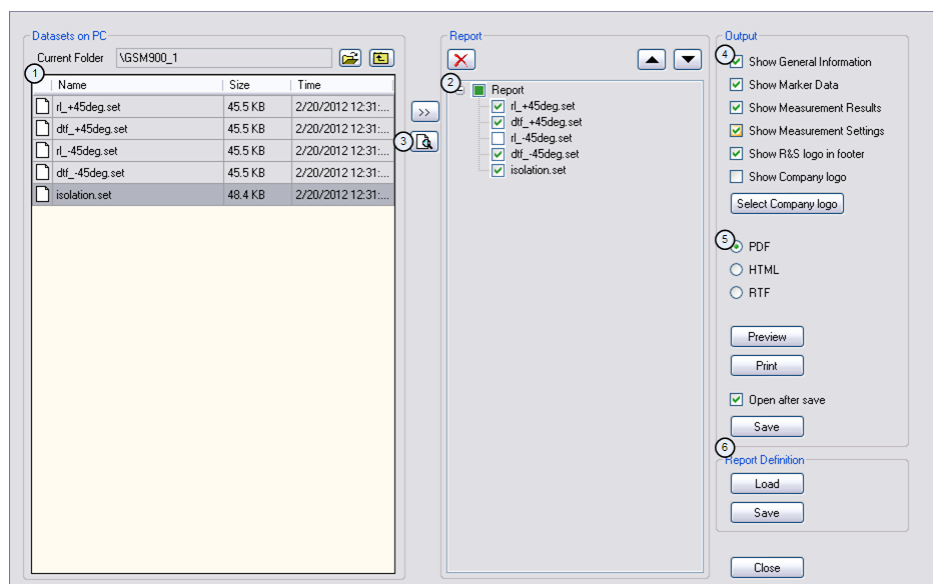 Datasets on PC
Current Folder \GSM900_1
1
Name Size Time
rl_+45deg.set 45.5 KB 2/20/2012 12:31:...
dtf_+45deg.set 45.5 KB 2/20/2012 12:31:...
rl_-45deg.set 45.5 KB 2/20/2012 12:31:...
dtf_-45deg.set 45.5 KB 2/20/2012 12:31:...
isolation.set 48.4 KB 2/20/2012 12:31:...
>>
3
Report
2
Report
rl_+45deg.set
dtf_+45deg.set
rl_-45deg.set
dtf_-45deg.set
isolation.set
Output
4
Show General Information
Show Marker Data
Show Measurement Results
Show Measurement Settings
Show R&S logo in footer
Show Company logo
Select Company logo
5
PDF
HTML
RTF
Preview
Print
Open after save
Save
6
Report Definition
Load
Save
Close